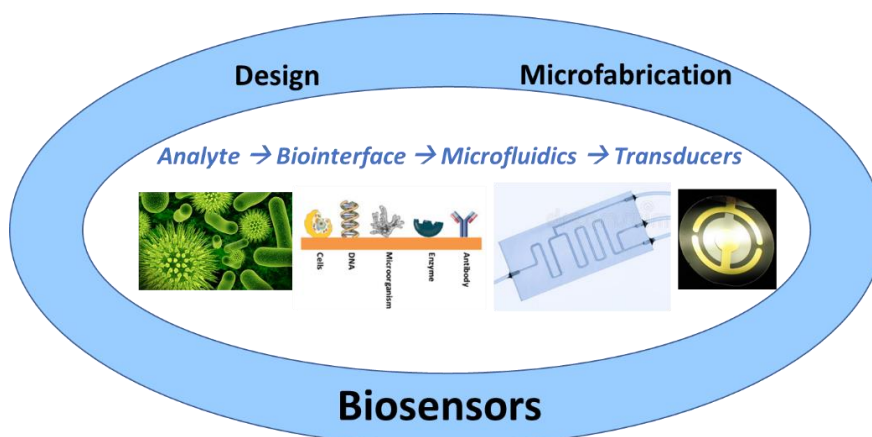 Design
Microfabrication
Analyte → Biointerface → Microfluidics → Transducers
Cells
DNA
Microorganism
Enzyme
Antibody
Biosensors